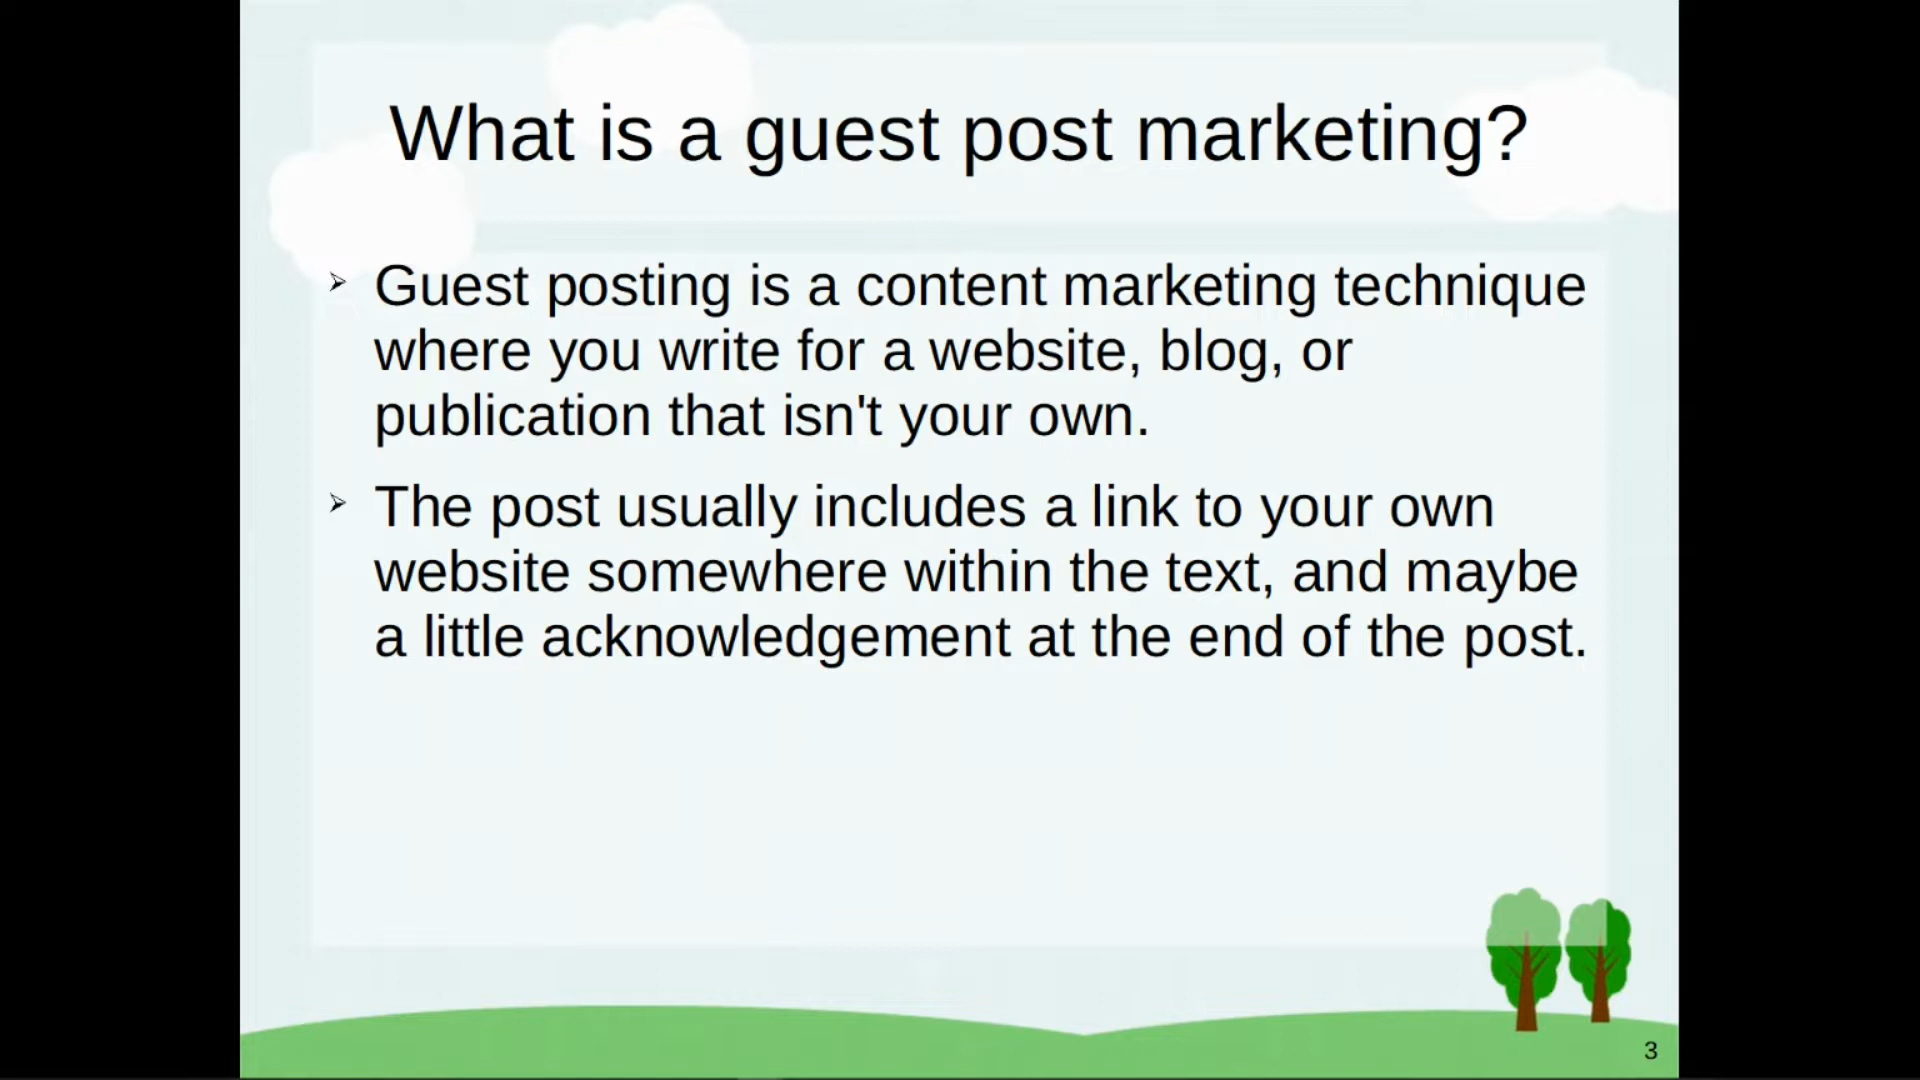 What is a guest post marketing?
➢ Guest posting is a content marketing technique
where you write for a website, blog, or
publication that isn't your own.
➢ The post usually includes a link to your own
website somewhere within the text, and maybe
a little acknowledgement at the end of the post.
3